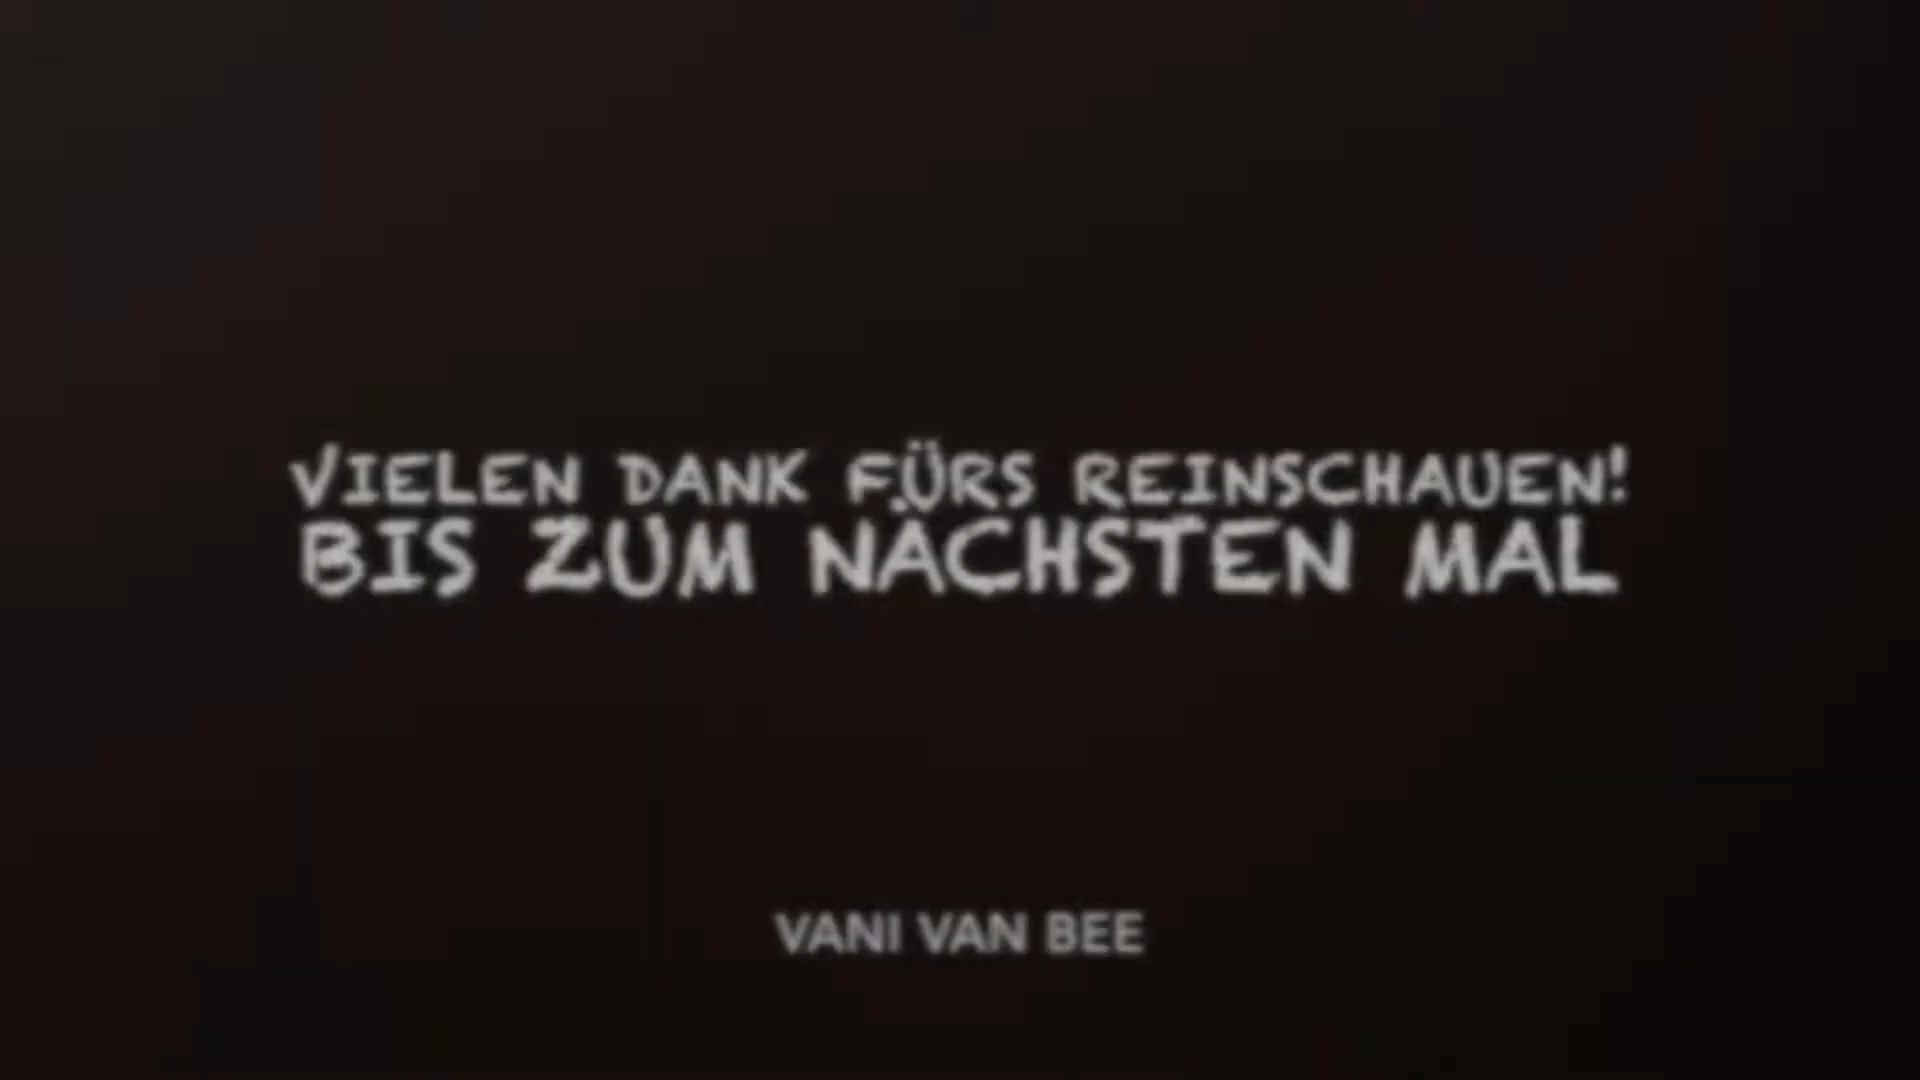 VIELEN DANK FÜRS REINSCHAUEN!
BIS ZUM NÄCHSTEN MAL
VANI VAN BEE